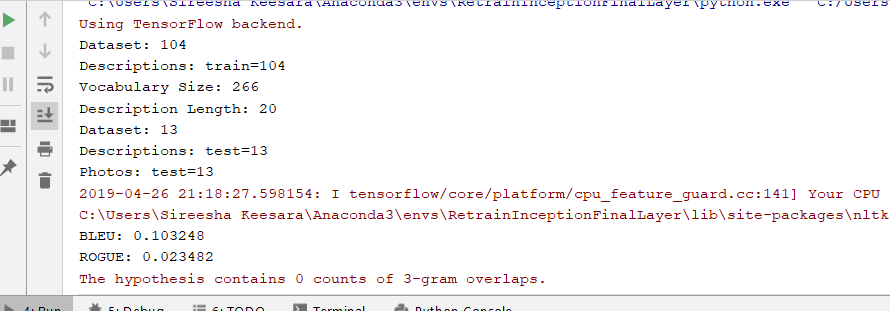 C:\Users\Sireesha Keesara\Anaconda3\envs\RetrainInceptionFinalLayer\python.exe" "C:/Users
Using TensorFlow backend.
Dataset: 104
Descriptions: train=104
Vocabulary Size: 266
Description Length: 20
Dataset: 13
Descriptions: test=13
Photos: test=13
2019-04-26 21:18:27.598154: I tensorflow/core/platform/cpu_feature_guard.cc:141] Your CPU
C:\Users\Sireesha Keesara\Anaconda3\envs\RetrainInceptionFinalLayer\lib\site-packages\nltk
BLEU: 0.103248
ROGUE: 0.023482
The hypothesis contains 0 counts of 3-gram overlaps.
4: Run 5: Debug 6: TODO Terminal Python Console